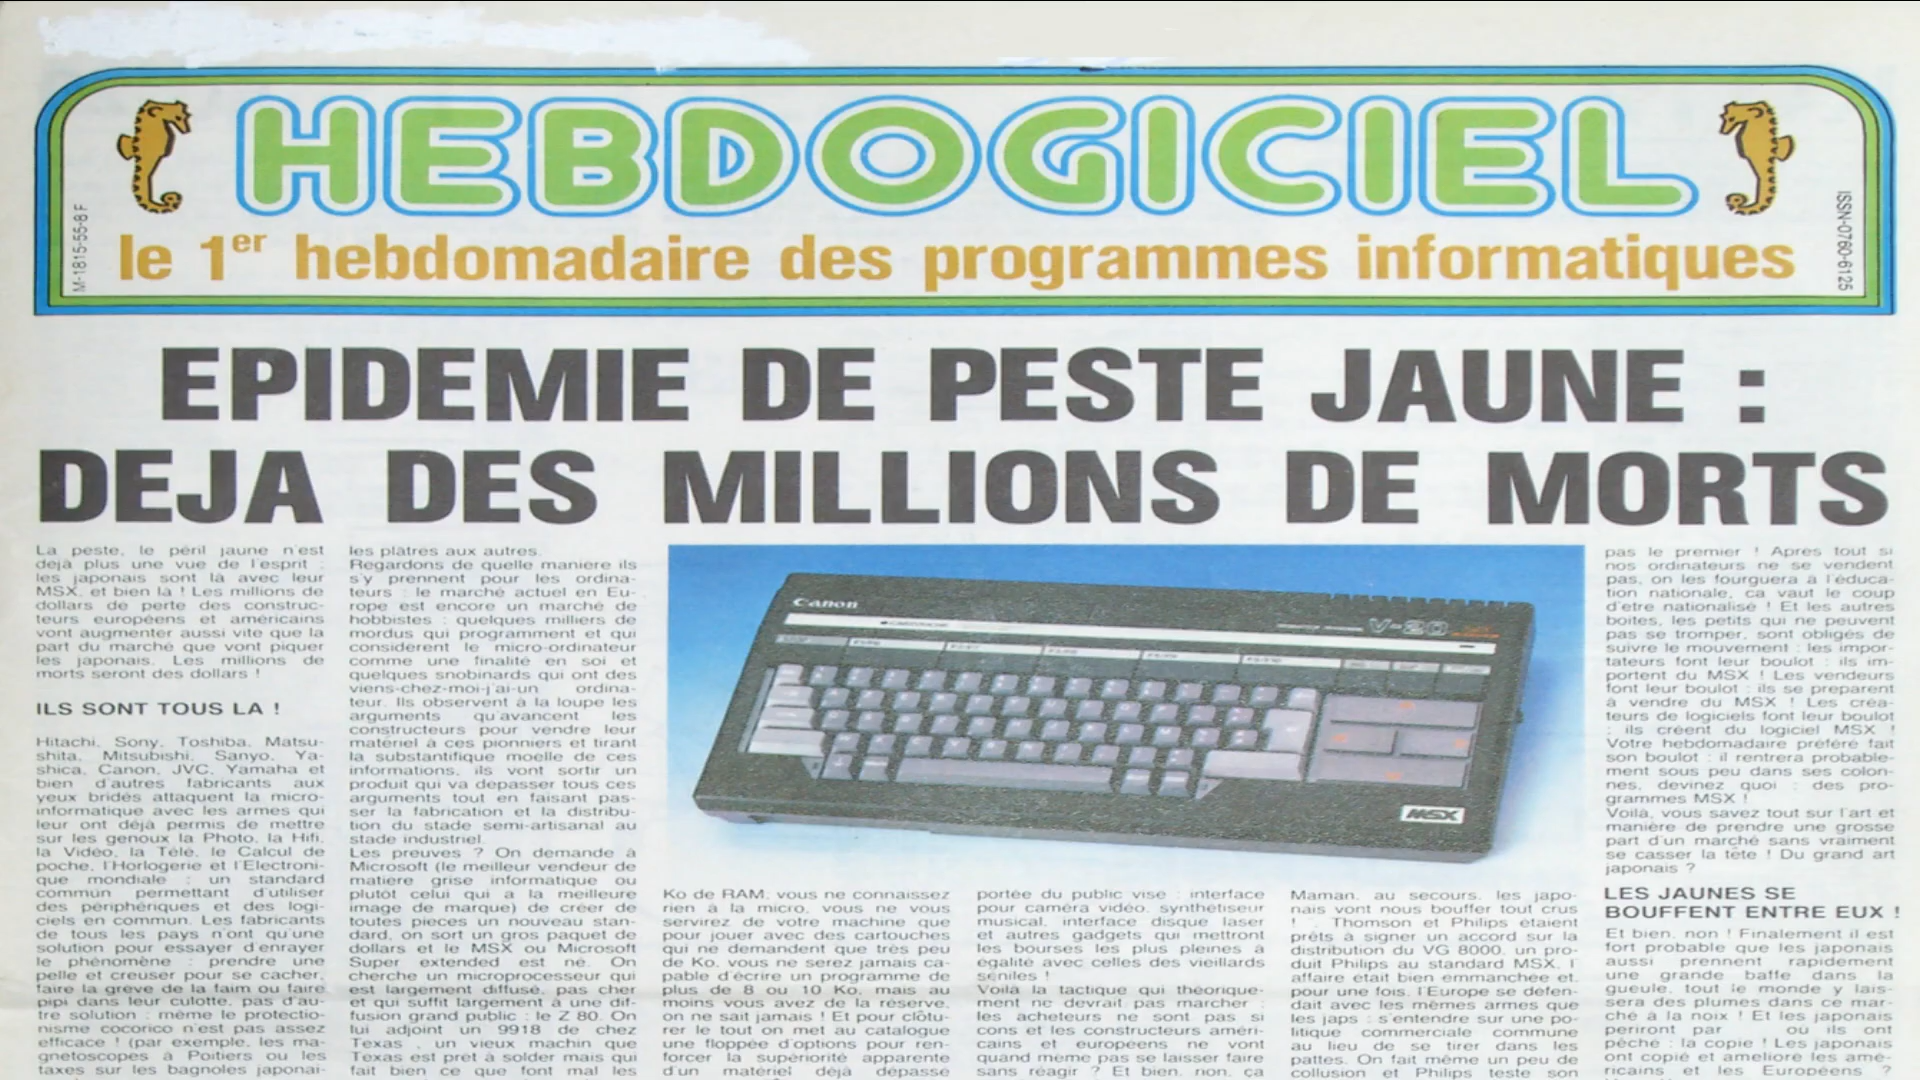 HEBDOGICIEL
le 1er hebdomadaire des programmes informatiques
M-1815-55-8 F
ISSN-0760-6125
EPIDEMIE DE PESTE JAUNE :
DEJA DES MILLIONS DE MORTS
La peste, le péril jaune n'est
déjà plus une vue de l'esprit :
les japonais sont là avec leur
MSX, et bien là ! Les millions de
dollars de perte des construc-
teurs européens et américains
vont augmenter aussi vite que la
part du marché que vont piquer
les japonais. Les millions de
morts seront des dollars !
ILS SONT TOUS LA !
Hitachi, Sony, Toshiba, Matsu-
shita, Mitsubishi, Sanyo, Ya-
shica, Canon, JVC, Yamaha et
bien d'autres fabricants aux
yeux bridés attaquent la micro-
informatique avec les armes qui
leur ont déjà permis de mettre
sur les genoux la Photo, la Hifi,
la Vidéo, la Télé, le Calcul de
poche, l'Horlogerie et l'Electroni-
que mondiale : un standard
commun permettant d'utiliser
des périphériques et des logi-
ciels en commun. Les fabricants
de tous les pays n'ont qu'une
solution pour essayer d'enrayer
le phénomène : prendre une
pelle et creuser pour se cacher,
faire la grève de la faim ou faire
pipi dans leur culotte, pas d'au-
tre solution : même le protectio-
nisme cocorico n'est pas assez
efficace ! (par exemple, les ma-
gnetoscopes à Poitiers ou les
taxes sur les bagnoles japonai-
les plâtres aux autres.
Regardons de quelle manière ils
s'y prennent pour les ordina-
teurs : le marché actuel en Eu-
rope est encore un marché de
hobbistes : quelques milliers de
mordus qui programment et qui
considerent le micro-ordinateur
comme une finalité en soi et
quelques snobinards qui ont des
viens-chez-moi-j'ai-un ordina-
teur. Ils observent à la loupe les
arguments qu'avancent les
constructeurs pour vendre leur
matériel à ces pionniers et tirant
la substantifique moelle de ces
informations, ils vont sortir un
produit qui va dépasser tous ces
arguments tout en faisant pas-
ser la fabrication et la distribu-
tion du stade semi-artisanal au
stade industriel.
Les preuves ? On demande à
Microsoft (le meilleur vendeur de
matière grise informatique ou
plutôt celui qui a la meilleure
image de marque) de créer de
toutes pieces un nouveau stan-
dard, on sort un gros paquet de
dollars et le MSX ou Microsoft
Super extended est né. On
cherche un microprocesseur qui
est largement diffusé, pas cher
et qui suffit largement à une dif-
fusion grand public : le Z 80. On
lui adjoint un 9918 de chez
Texas , un vieux machin que
Texas est prêt à solder mais qui
fait bien ce que font mal les
Canon
V-20
MSX
Ko de RAM, vous ne connaissez
rien à la micro, vous ne vous
servirez de votre machine que
pour jouer avec des cartouches
qui ne demandent que très peu
de Ko, vous ne serez jamais ca-
pable d'écrire un programme de
plus de 8 ou 10 Ko, mais au
moins vous avez de la réserve,
on ne sait jamais ! Et pour clôtu-
rer le tout on met au catalogue
une floppée d'options pour ren-
forcer la supériorité apparente
d'un matériel déjà dépassé
portée du public visé : interface
pour caméra vidéo, synthétiseur
musical, interface disque laser
et autres gadgets qui mettront
les bourses les plus pleines à
égalité avec celles des vieillards
séniles !
Voilà la tactique qui théorique-
ment ne devrait pas marcher :
les acheteurs ne sont pas si
cons et les constructeurs améri-
cains et européens ne vont
quand même pas se laisser faire
sans réagir ? Et bien, non, ça
Maman, au secours, les japo-
nais vont nous bouffer tout crus
! . Thomson et Philips étaient
prêts à signer un accord sur la
distribution du VG 8000, un pro-
duit Philips au standard MSX, l'
affaire était bien emmanchée et,
pour une fois, l'Europe se défen-
dait avec les mêmes armes que
les japs : s'entendre sur une po-
litique commerciale commune
au lieu de se tirer dans les
pattes. On fait même un peu de
collusion et Philips teste son
pas le premier ! Après tout si
nos ordinateurs ne se vendent
pas, on les fourguera à l'éduca-
tion nationale, ca vaut le coup
d'etre nationalisé ! Et les autres
boites, les petits qui ne peuvent
pas se tromper, sont obligés de
suivre le mouvement : les impor-
tateurs font leur boulot : ils im-
portent du MSX ! Les vendeurs
font leur boulot : ils se preparent
à vendre du MSX ! Les créa-
teurs de logiciels font leur boulot
: ils créent du logiciel MSX !
Votre hebdomadaire préféré fait
son boulot : il rentrera probable-
ment sous peu dans ses colon-
nes, devinez quoi : des pro-
grammes MSX !
Voilà, vous savez tout sur l'art et
manière de prendre une grosse
part d'un marché sans vraiment
se casser la tête ! Du grand art
japonais ?
LES JAUNES SE
BOUFFENT ENTRE EUX !
Et bien, non ! Finalement il est
fort probable que les japonais
aussi prennent rapidement
une grande baffe dans la
gueule, tout le monde y lais-
sera des plumes dans ce mar-
ché à la noix ! Et les japonais
periront par où ils ont
pêché : la copie ! Les japonais
ont copié et amelioré les amé-
ricains et les Européens ?